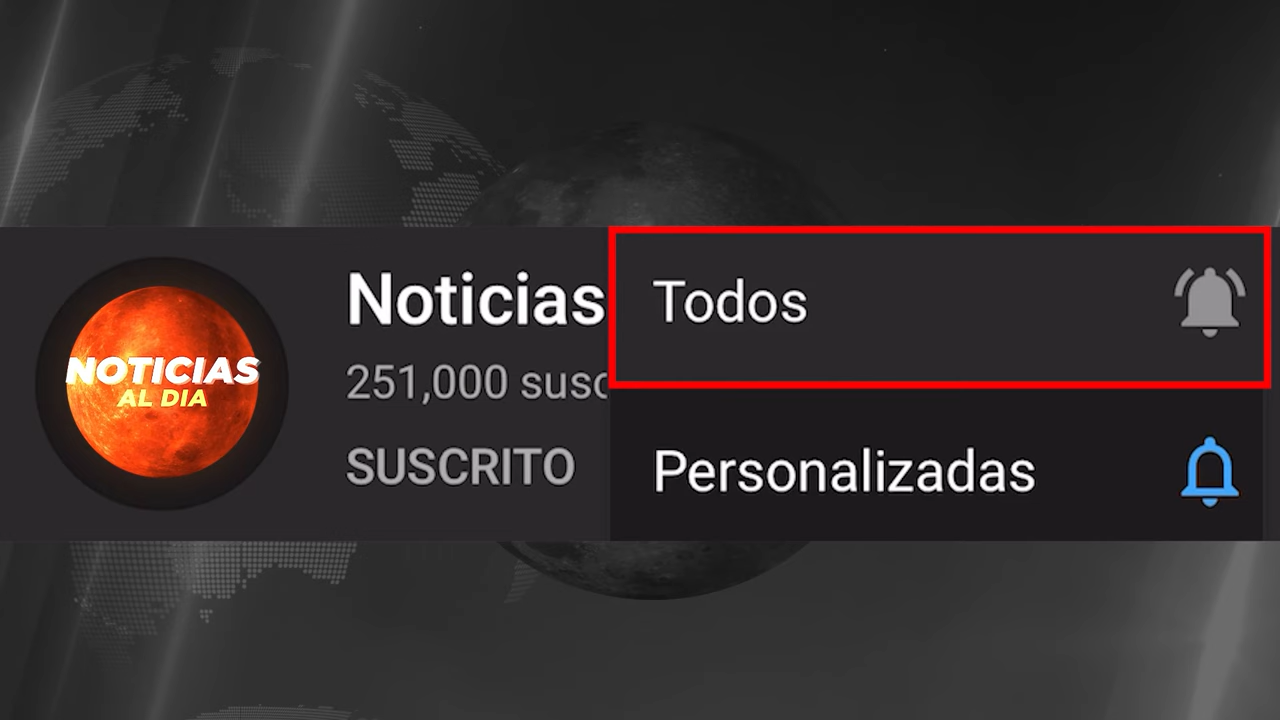 NOTICIAS
AL DIA
Noticias
251,000 susc
SUSCRITO
Todos
Personalizadas